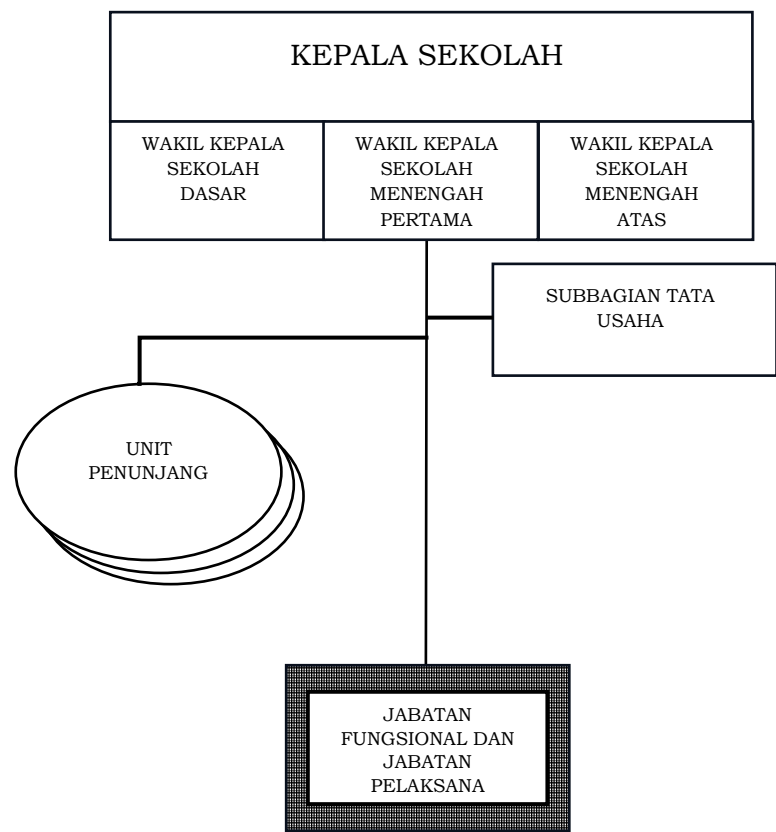 KEPALA SEKOLAH
WAKIL KEPALA
SEKOLAH
DASAR
WAKIL KEPALA
SEKOLAH
MENENGAH
PERTAMA
WAKIL KEPALA
SEKOLAH
MENENGAH
ATAS
SUBBAGIAN TATA
USAHA
UNIT
PENUNJANG
JABATAN
FUNGSIONAL DAN
JABATAN
PELAKSANA